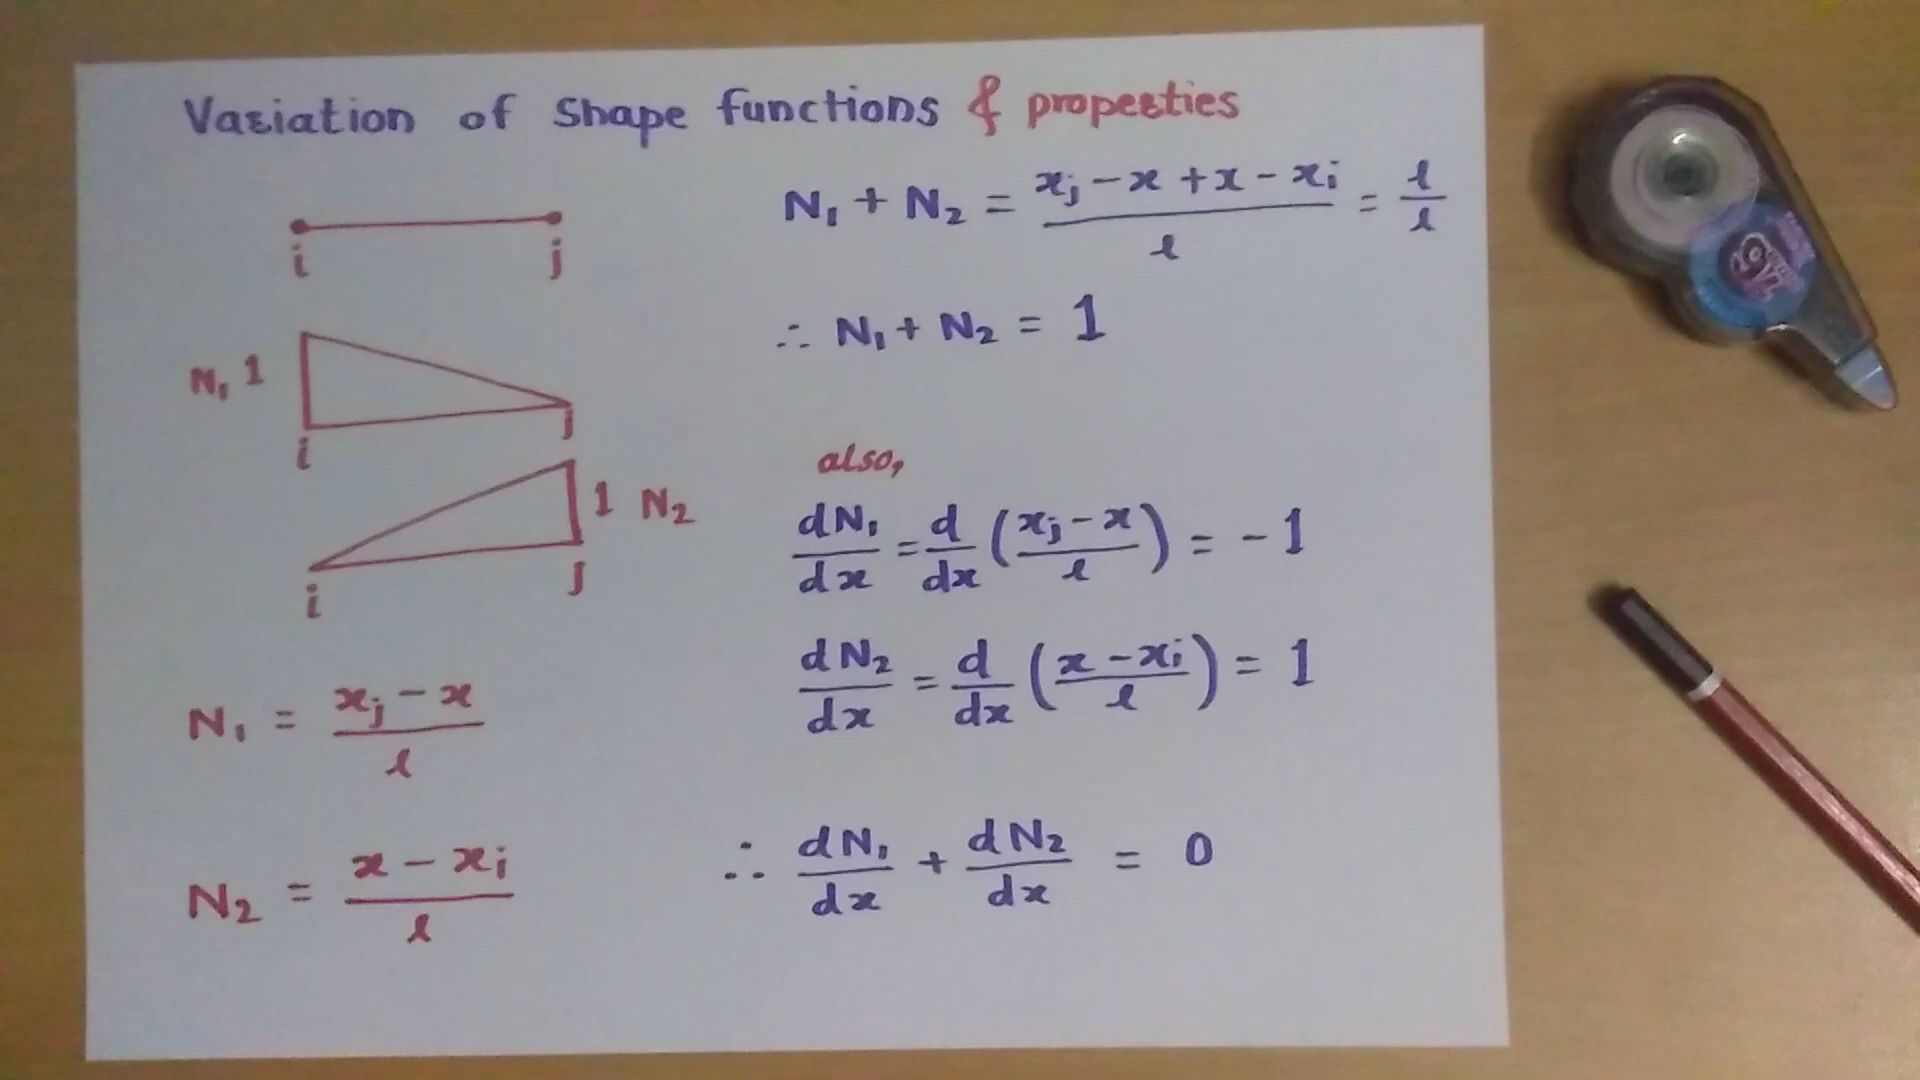 Variation of shape functions & properties
i j
N₁ 1
i j
1 N₂
i j
N₁ = (xj - x)/l
N₂ = (x - xi)/l
N₁ + N₂ = (xj - x + x - xi)/l = l/l
∴ N₁ + N₂ = 1
also,
dN₁/dx = d/dx ((xj - x)/l) = -1
dN₂/dx = d/dx ((x - xi)/l) = 1
∴ dN₁/dx + dN₂/dx = 0